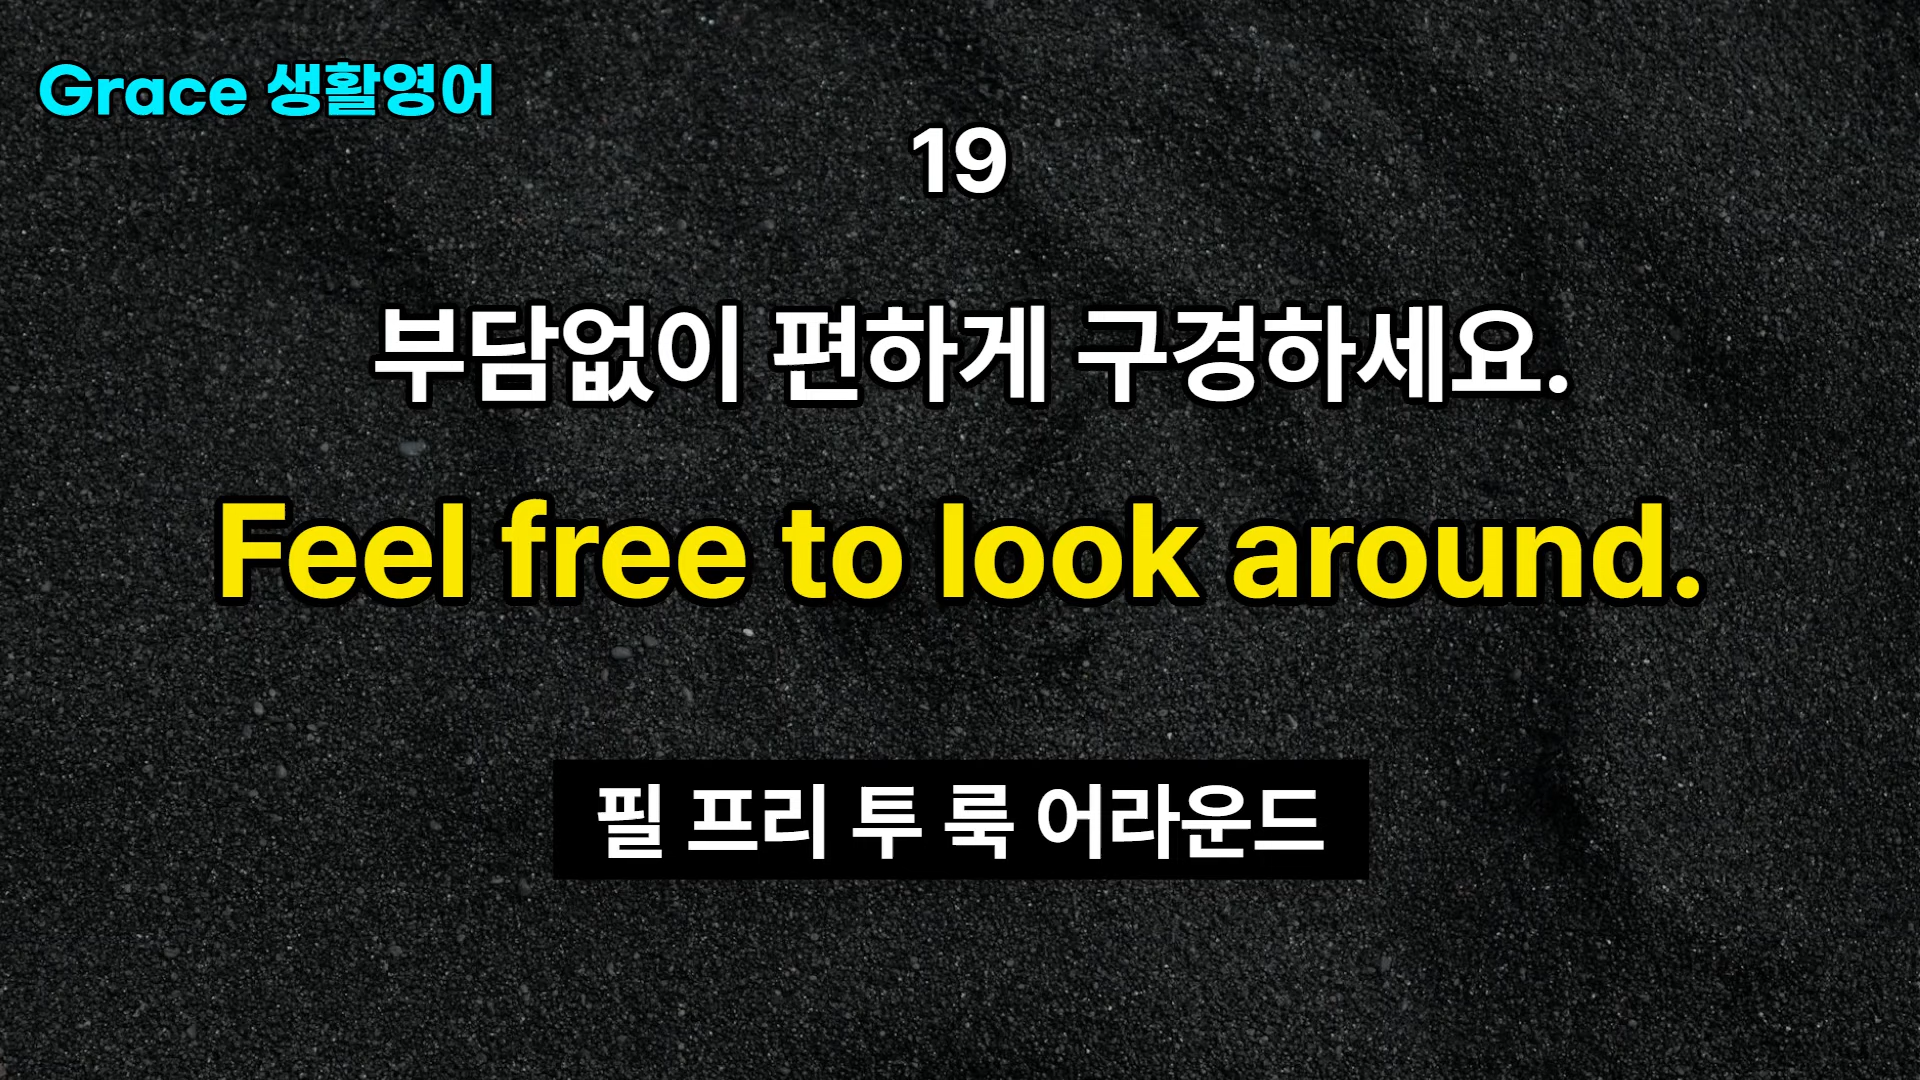 Grace 생활영어
19
부담없이 편하게 구경하세요.
Feel free to look around.
필 프리 투 룩 어라운드